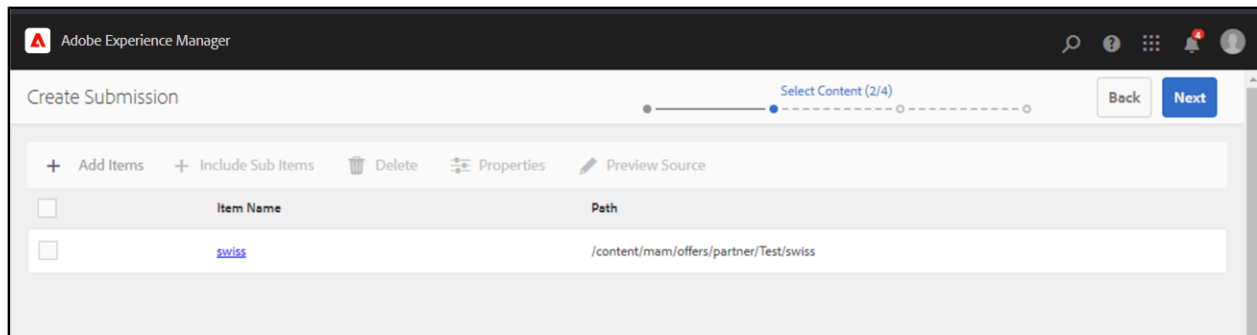 Adobe Experience Manager
4
Create Submission
Select Content (2/4)
Back
Next
+ Add Items + Include Sub Items Delete Properties Preview Source
Item Name Path
swiss /content/mam/offers/partner/Test/swiss